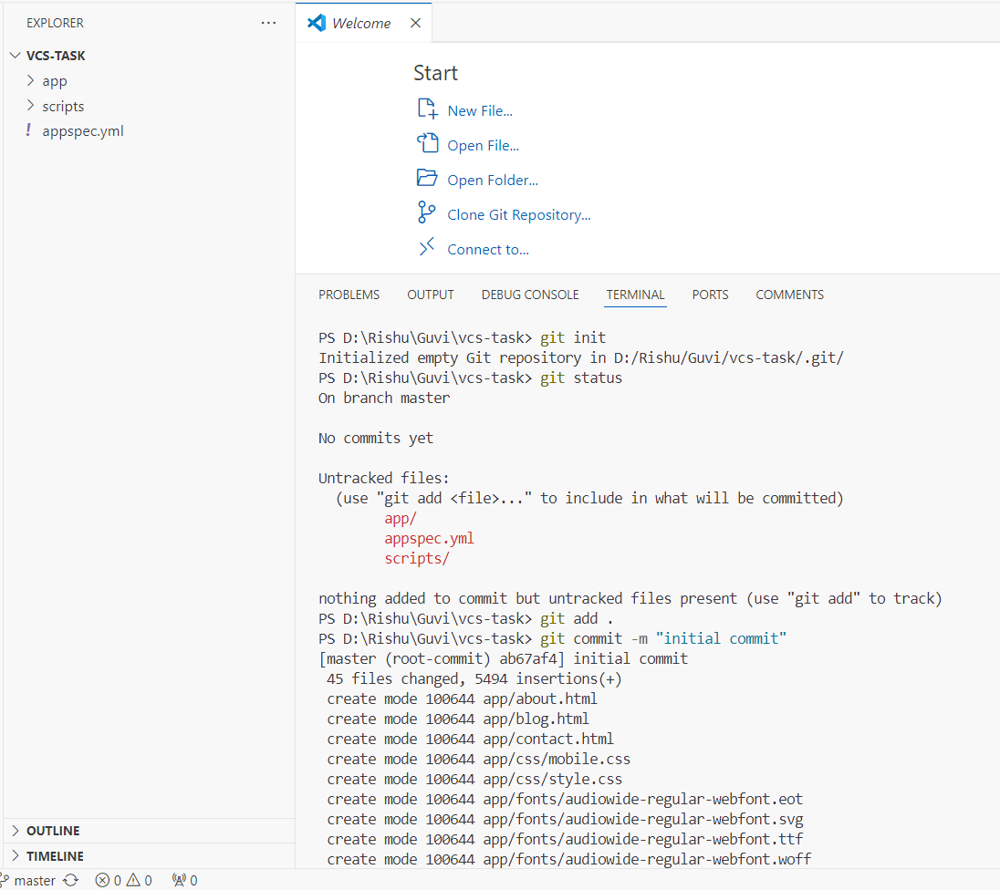 EXPLORER
VCS-TASK
app
scripts
! appspec.yml
OUTLINE
TIMELINE
Welcome
Start
New File...
Open File...
Open Folder...
Clone Git Repository...
Connect to...
PROBLEMS OUTPUT DEBUG CONSOLE TERMINAL PORTS COMMENTS
PS D:\Rishu\Guvi\vcs-task> git init
Initialized empty Git repository in D:/Rishu/Guvi/vcs-task/.git/
PS D:\Rishu\Guvi\vcs-task> git status
On branch master
No commits yet
Untracked files:
(use "git add <file>..." to include in what will be committed)
app/
appspec.yml
scripts/
nothing added to commit but untracked files present (use "git add" to track)
PS D:\Rishu\Guvi\vcs-task> git add .
PS D:\Rishu\Guvi\vcs-task> git commit -m "initial commit"
[master (root-commit) ab67af4] initial commit
45 files changed, 5494 insertions(+)
create mode 100644 app/about.html
create mode 100644 app/blog.html
create mode 100644 app/contact.html
create mode 100644 app/css/mobile.css
create mode 100644 app/css/style.css
create mode 100644 app/fonts/audiowide-regular-webfont.eot
create mode 100644 app/fonts/audiowide-regular-webfont.svg
create mode 100644 app/fonts/audiowide-regular-webfont.ttf
create mode 100644 app/fonts/audiowide-regular-webfont.woff
master 0 0 0